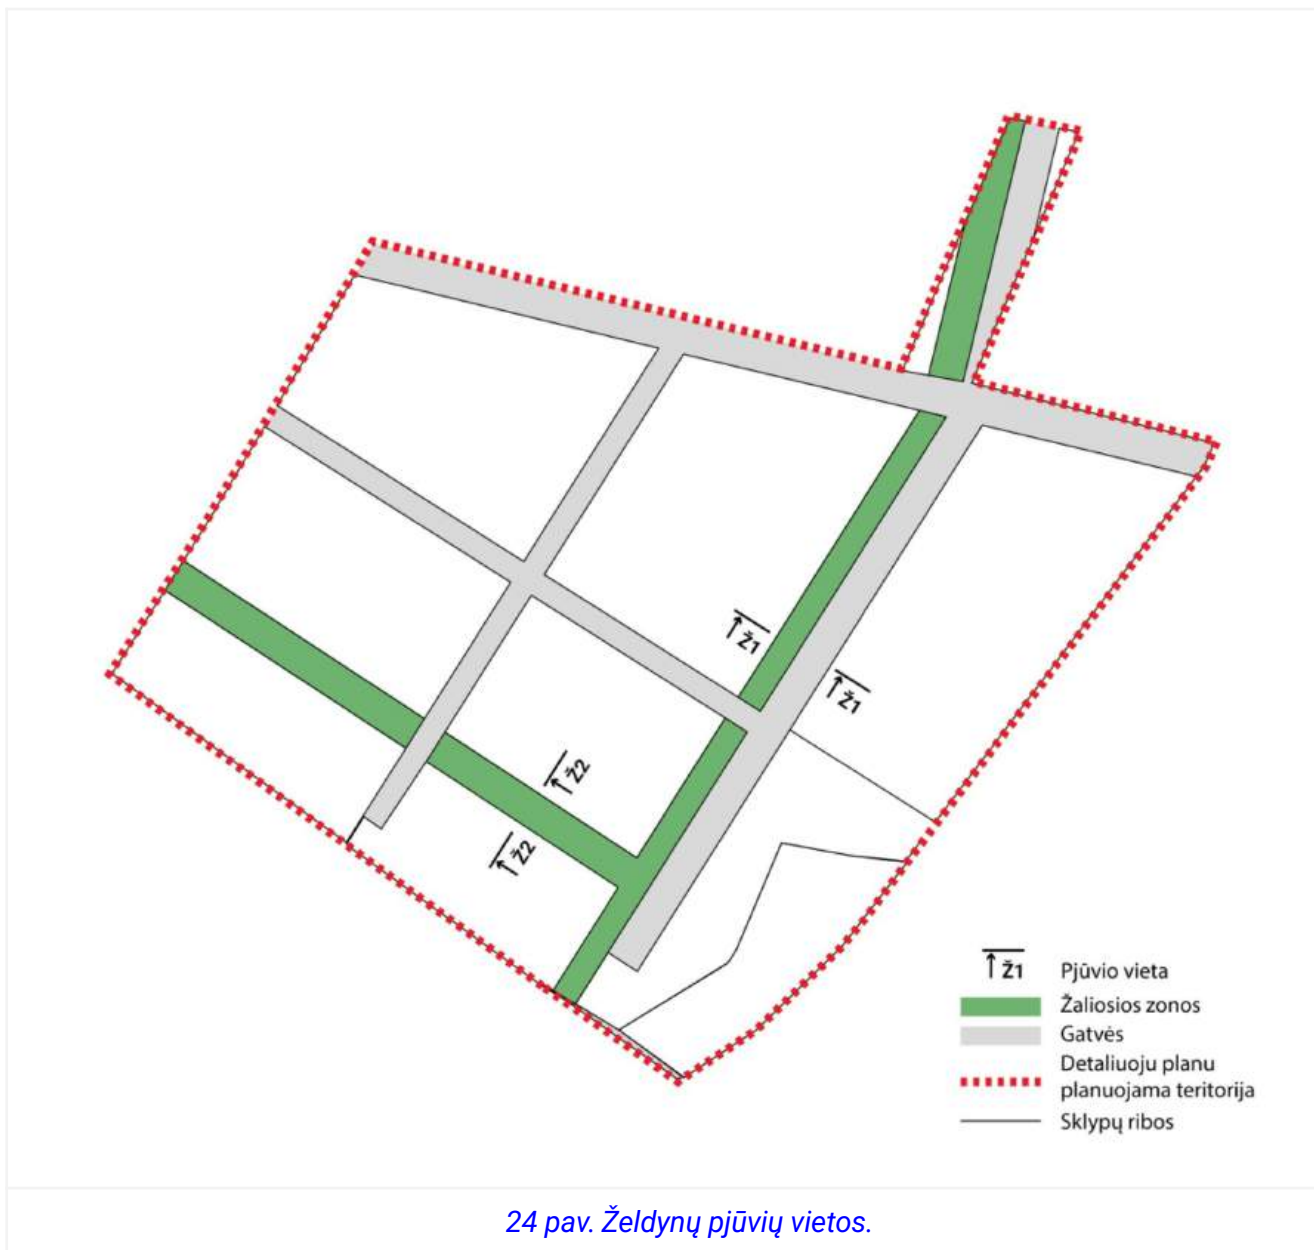 Ž1
Ž1
Ž2
Ž2
Ž1 Pjūvio vieta
Žaliosios zonos
Gatvės
Detaliuoju planu
planuojama teritorija
Sklypų ribos
24 pav. Želdynų pjūvių vietos.